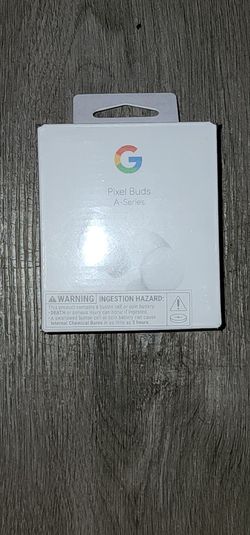 G
Pixel Buds
A-Series
⚠ WARNING INGESTION HAZARD:
This product contains a button cell or coin battery
• DEATH or serious injury can occur if ingested.
• A swallowed button cell or coin battery can cause
Internal Chemical Burns in as little as 2 hours.